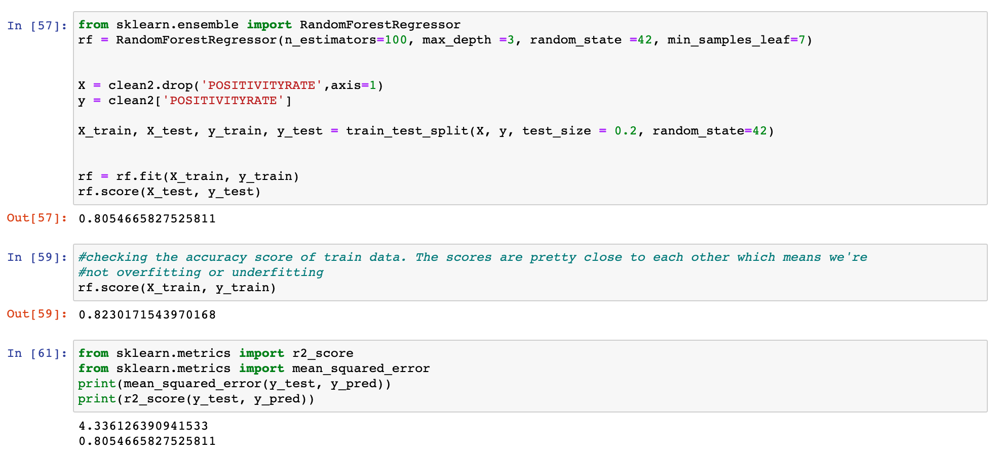 In [57]: from sklearn.ensemble import RandomForestRegressor
rf = RandomForestRegressor(n_estimators=100, max_depth =3, random_state =42, min_samples_leaf=7)
X = clean2.drop('POSITIVITYRATE',axis=1)
y = clean2['POSITIVITYRATE']
X_train, X_test, y_train, y_test = train_test_split(X, y, test_size = 0.2, random_state=42)
rf = rf.fit(X_train, y_train)
rf.score(X_test, y_test)
Out[57]: 0.8054665827525811
In [59]: #checking the accuracy score of train data. The scores are pretty close to each other which means we're
#not overfitting or underfitting
rf.score(X_train, y_train)
Out[59]: 0.8230171543970168
In [61]: from sklearn.metrics import r2_score
from sklearn.metrics import mean_squared_error
print(mean_squared_error(y_test, y_pred))
print(r2_score(y_test, y_pred))
4.336126390941533
0.8054665827525811